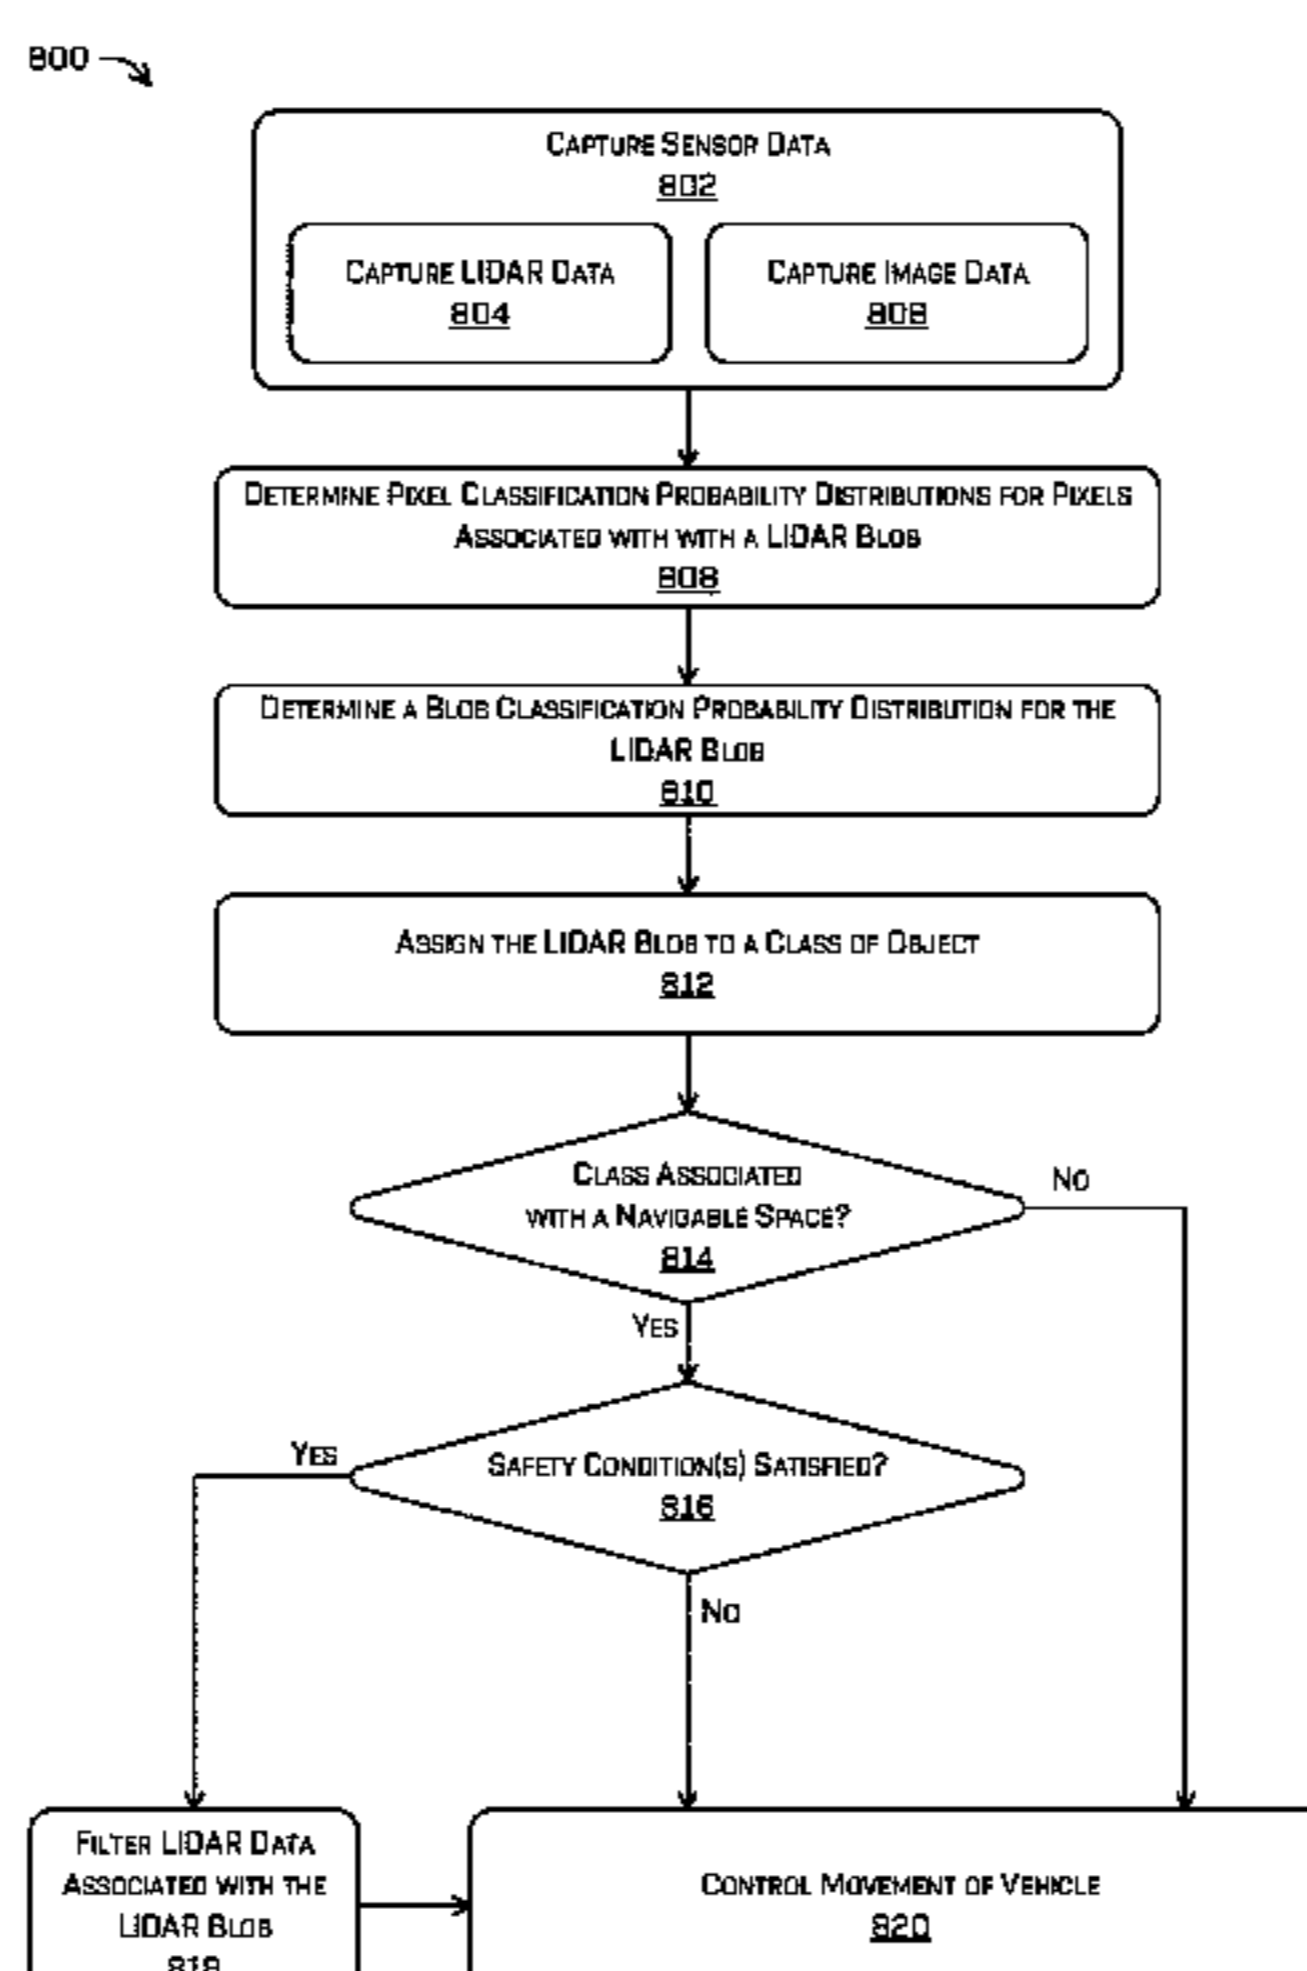 800
CAPTURE SENSOR DATA
802
CAPTURE LIDAR DATA
804
CAPTURE IMAGE DATA
806
DETERMINE PIXEL CLASSIFICATION PROBABILITY DISTRIBUTIONS FOR PIXELS
ASSOCIATED WITH WITH A LIDAR BLOB
808
DETERMINE A BLOB CLASSIFICATION PROBABILITY DISTRIBUTION FOR THE
LIDAR BLOB
810
ASSIGN THE LIDAR BLOB TO A CLASS OF OBJECT
812
CLASS ASSOCIATED
WITH A NAVIGABLE SPACE?
814
NO
YES
SAFETY CONDITION(S) SATISFIED?
816
YES
NO
FILTER LIDAR DATA
ASSOCIATED WITH THE
LIDAR BLOB
818
CONTROL MOVEMENT OF VEHICLE
820